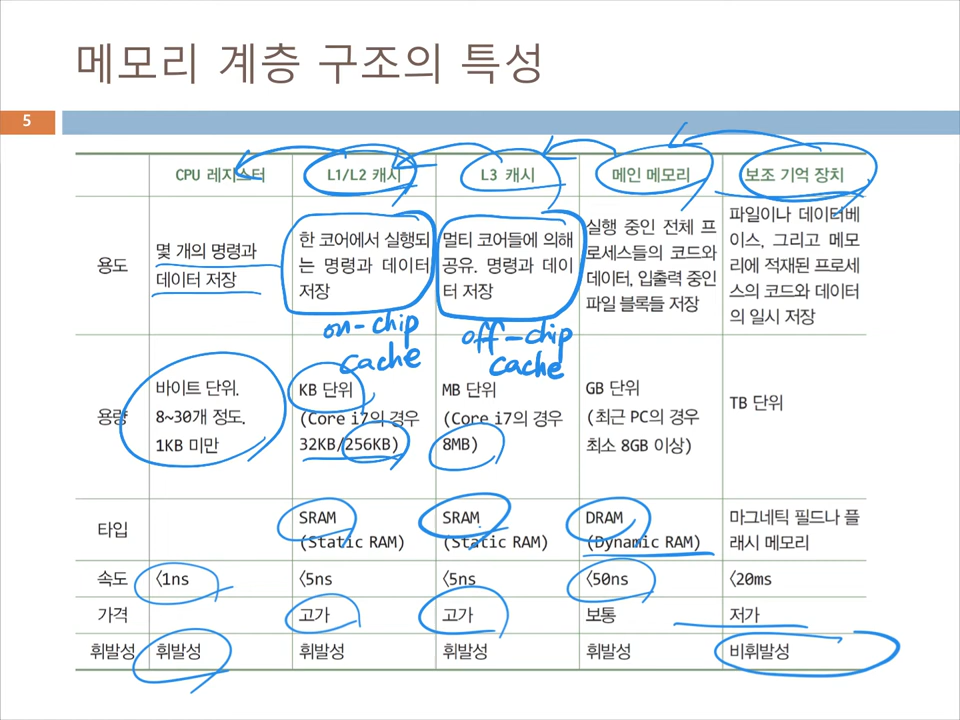 메모리 계층 구조의 특성
5
CPU 레지스터 L1/L2 캐시 L3 캐시 메인 메모리 보조 기억 장치
용도
몇 개의 명령과
데이터 저장
한 코어에서 실행되
는 명령과 데이터
저장
멀티 코어들에 의해
공유. 명령과 데이
터 저장
실행 중인 전체 프
로세스들의 코드와
데이터, 입출력 중인
파일 블록들 저장
파일이나 데이터베
이스, 그리고 메모
리에 적재된 프로세
스의 코드와 데이터
의 일시 저장
on-chip
cache
off-chip
cache
용량
바이트 단위.
8~30개 정도.
1KB 미만
KB 단위
(Core i7의 경우
32KB/256KB)
MB 단위
(Core i7의 경우
8MB)
GB 단위
(최근 PC의 경우
최소 8GB 이상)
TB 단위
타입
SRAM
(Static RAM)
SRAM
(Static RAM)
DRAM
(Dynamic RAM)
마그네틱 필드나 플
래시 메모리
속도 <1ns <5ns <5ns <50ns <20ms
가격 고가 고가 보통 저가
휘발성 휘발성 휘발성 휘발성 휘발성 비휘발성